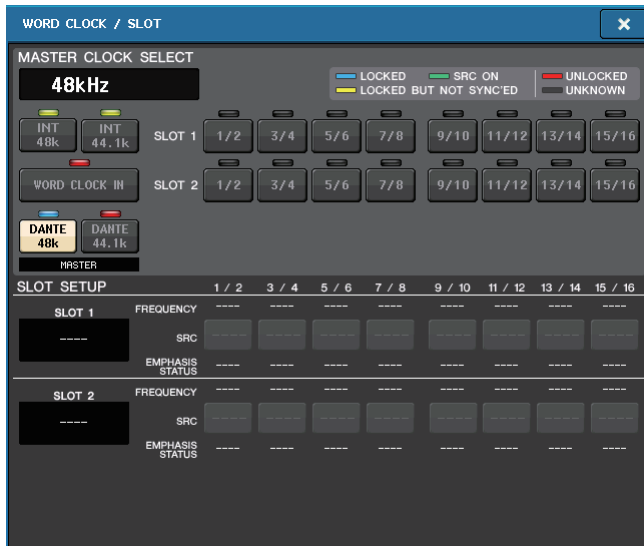 WORD CLOCK / SLOT
MASTER CLOCK SELECT
48kHz
LOCKED SRC ON UNLOCKED
LOCKED BUT NOT SYNC'ED UNKNOWN
INT 48k INT 44.1k SLOT 1 1/2 3/4 5/6 7/8 9/10 11/12 13/14 15/16
WORD CLOCK IN SLOT 2 1/2 3/4 5/6 7/8 9/10 11/12 13/14 15/16
DANTE 48k DANTE 44.1k
MASTER
SLOT SETUP 1 / 2 3 / 4 5 / 6 7 / 8 9 / 10 11 / 12 13 / 14 15 / 16
SLOT 1 FREQUENCY ---- ---- ---- ---- ---- ---- ---- ----
---- SRC ---- ---- ---- ---- ---- ---- ---- ----
EMPHASIS STATUS ---- ---- ---- ---- ---- ---- ---- ----
SLOT 2 FREQUENCY ---- ---- ---- ---- ---- ---- ---- ----
---- SRC ---- ---- ---- ---- ---- ---- ---- ----
EMPHASIS STATUS ---- ---- ---- ---- ---- ---- ---- ----